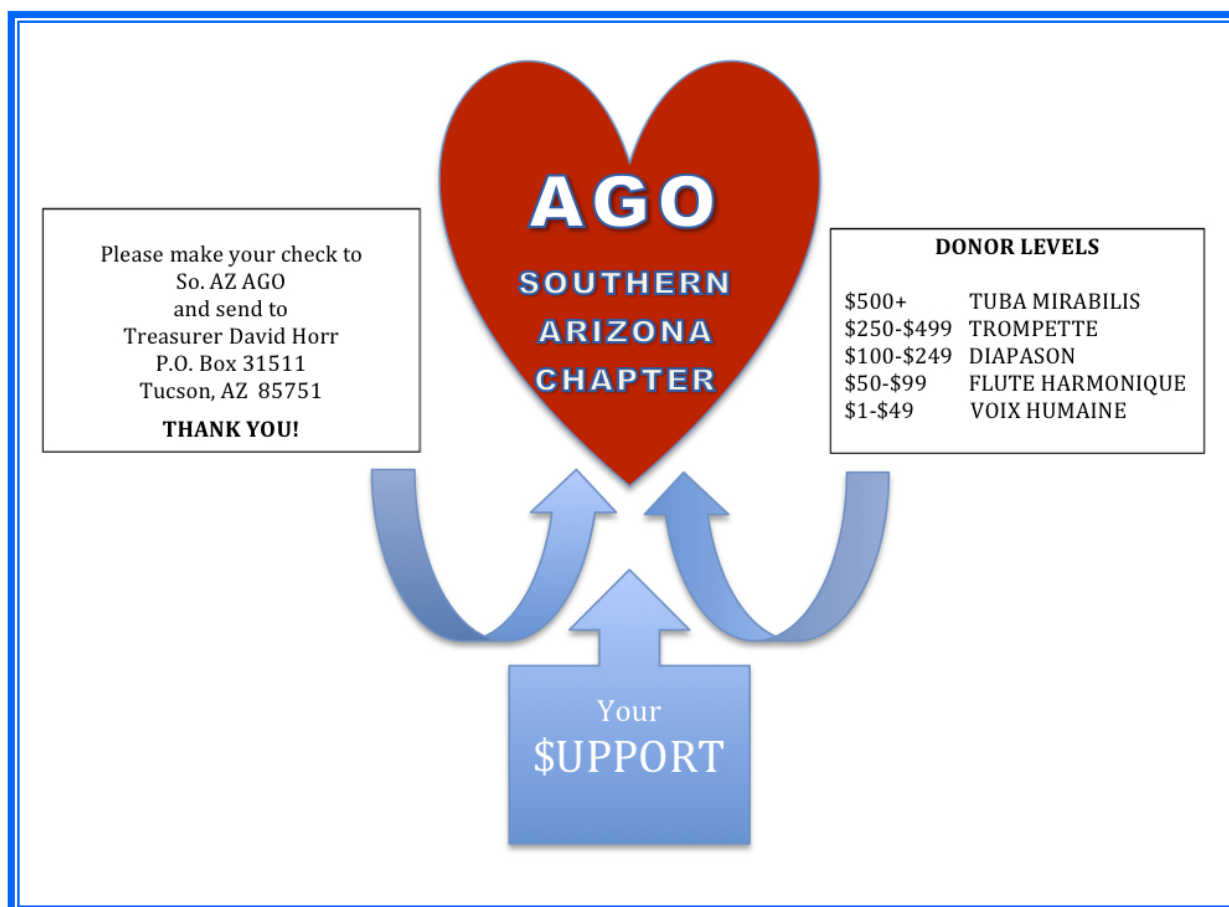 AGO
SOUTHERN
ARIZONA
CHAPTER
Please make your check to
So. AZ AGO
and send to
Treasurer David Horr
P.O. Box 31511
Tucson, AZ  85751
THANK YOU!
DONOR LEVELS
$500+ TUBA MIRABILIS
$250-$499 TROMPETTE
$100-$249 DIAPASON
$50-$99 FLUTE HARMONIQUE
$1-$49 VOIX HUMAINE
Your
$UPPORT